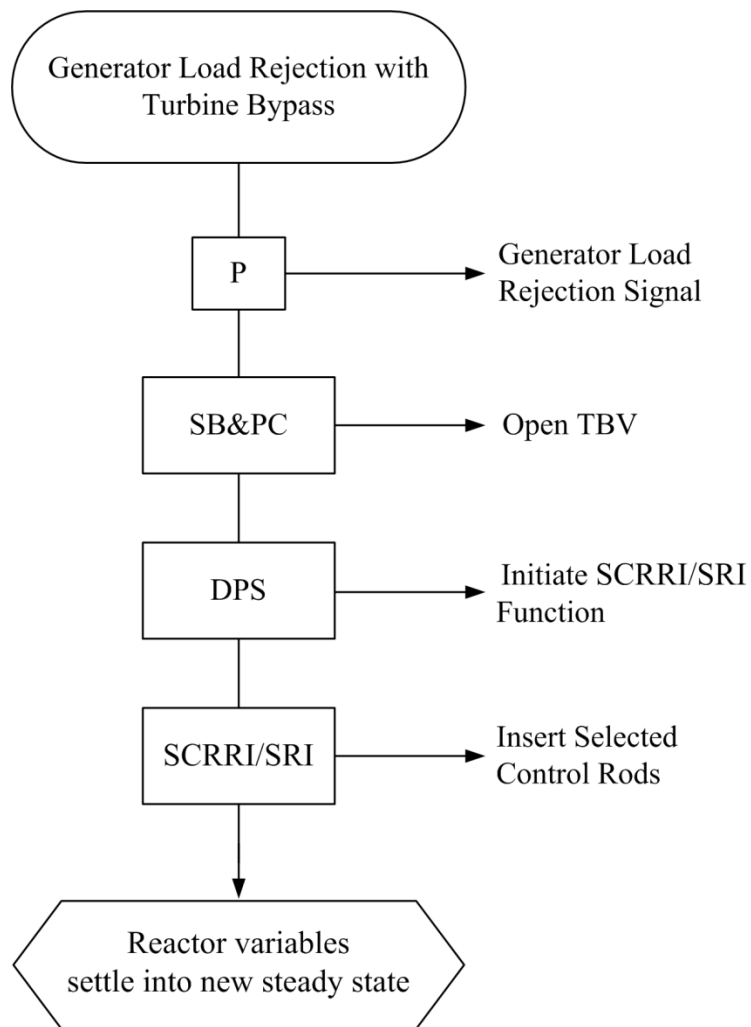 Generator Load Rejection with
Turbine Bypass
P
Generator Load
Rejection Signal
SB&PC
Open TBV
DPS
Initiate SCRRI/SRI
Function
SCRRI/SRI
Insert Selected
Control Rods
Reactor variables
settle into new steady state